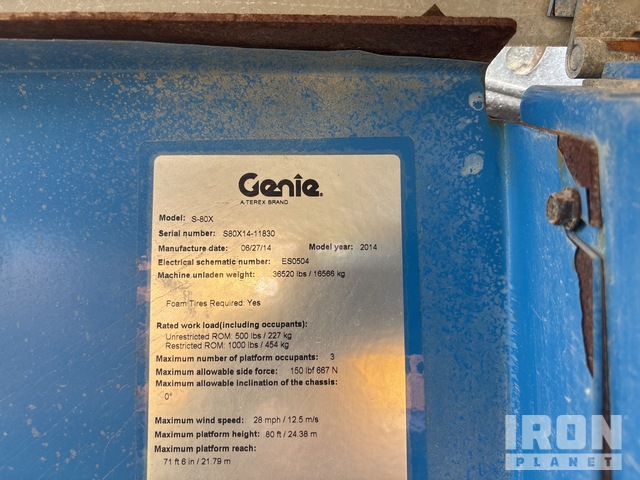 Genie
A TEREX BRAND
Model: S-80X
Serial number: S80X14-11830
Manufacture date: 06/27/14 Model year: 2014
Electrical schematic number: ES0504
Machine unladen weight: 36520 lbs / 16566 kg
Foam Tires Required: Yes
Rated work load(including occupants):
Unrestricted ROM: 500 lbs / 227 kg
Restricted ROM: 1000 lbs / 454 kg
Maximum number of platform occupants: 3
Maximum allowable side force: 150 lbf 667 N
Maximum allowable inclination of the chassis:
0°
Maximum wind speed: 28 mph / 12.5 m/s
Maximum platform height: 80 ft / 24.38 m
Maximum platform reach:
71 ft 6 in / 21.79 m
IRON
PLANET